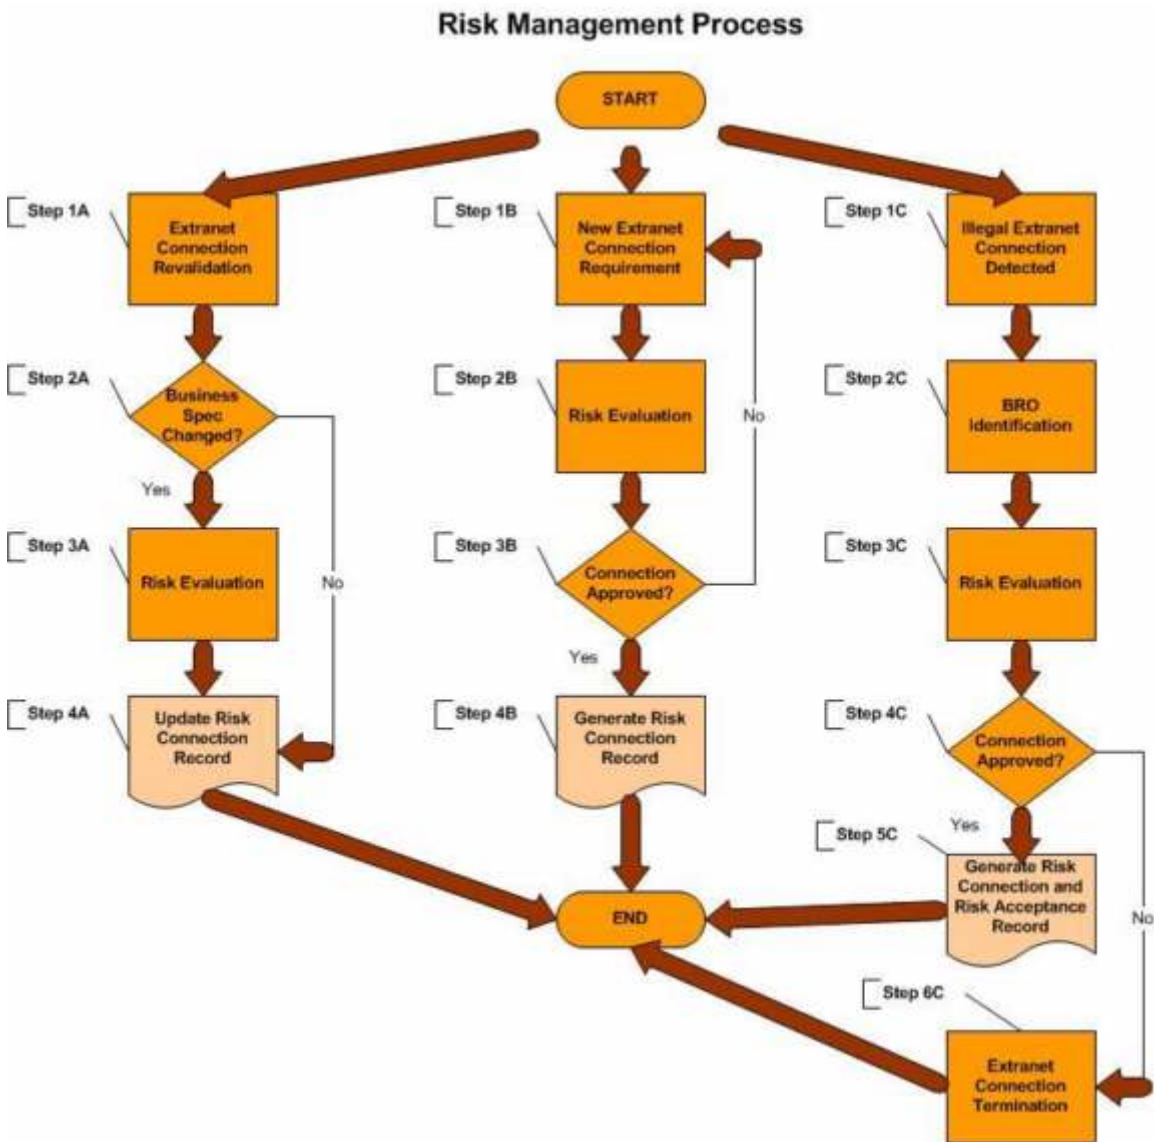 Risk Management Process
START
Step 1A
Extranet
Connection
Revalidation
Step 1B
New Extranet
Connection
Requirement
Step 1C
Illegal Extranet
Connection
Detected
Step 2A
Business
Spec
Changed?
Step 2B
Risk Evaluation
No
Step 2C
BRO
Identification
Yes
Step 3A
Risk Evaluation
No
Step 3B
Connection
Approved?
Step 3C
Risk Evaluation
Yes
Step 4A
Update Risk
Connection
Record
Step 4B
Generate Risk
Connection
Record
Step 4C
Connection
Approved?
Yes
Step 5C
Generate Risk
Connection and
Risk Acceptance
Record
No
END
Step 6C
Extranet
Connection
Termination